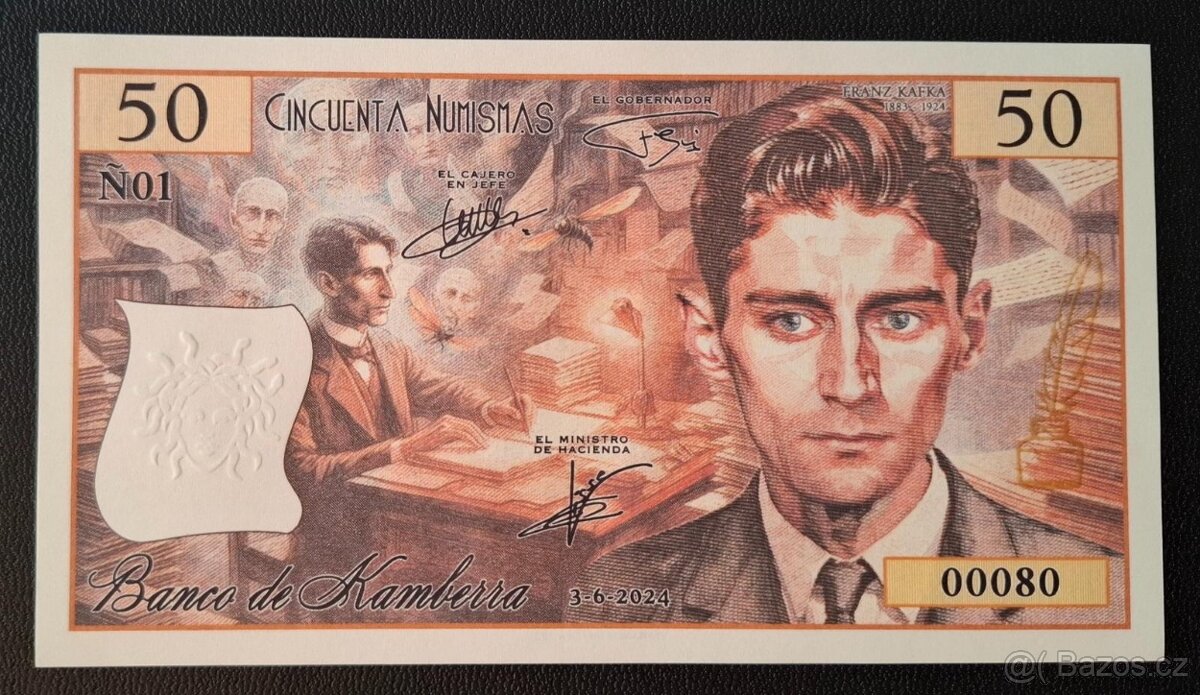 50
CINCUENTA NUMISMAS
EL GOBERNADOR
FRANZ KAFKA
1883 - 1924
50
Ñ01
EL CAJERO
EN JEFE
EL MINISTRO
DE HACIENDA
Banco de Kamberra
3-6-2024
00080
@( Bazos.cz